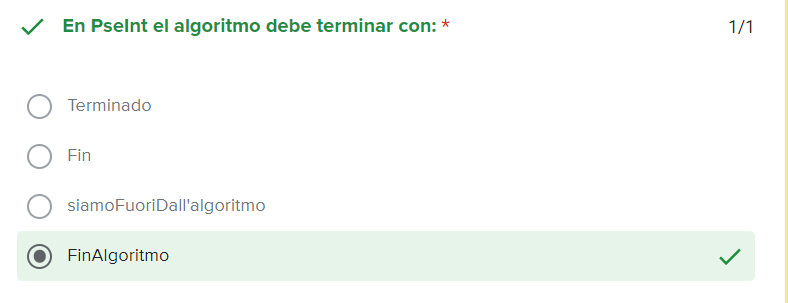 En PseInt el algoritmo debe terminar con: *
1/1
Terminado
Fin
siamoFuoriDall'algoritmo
FinAlgoritmo